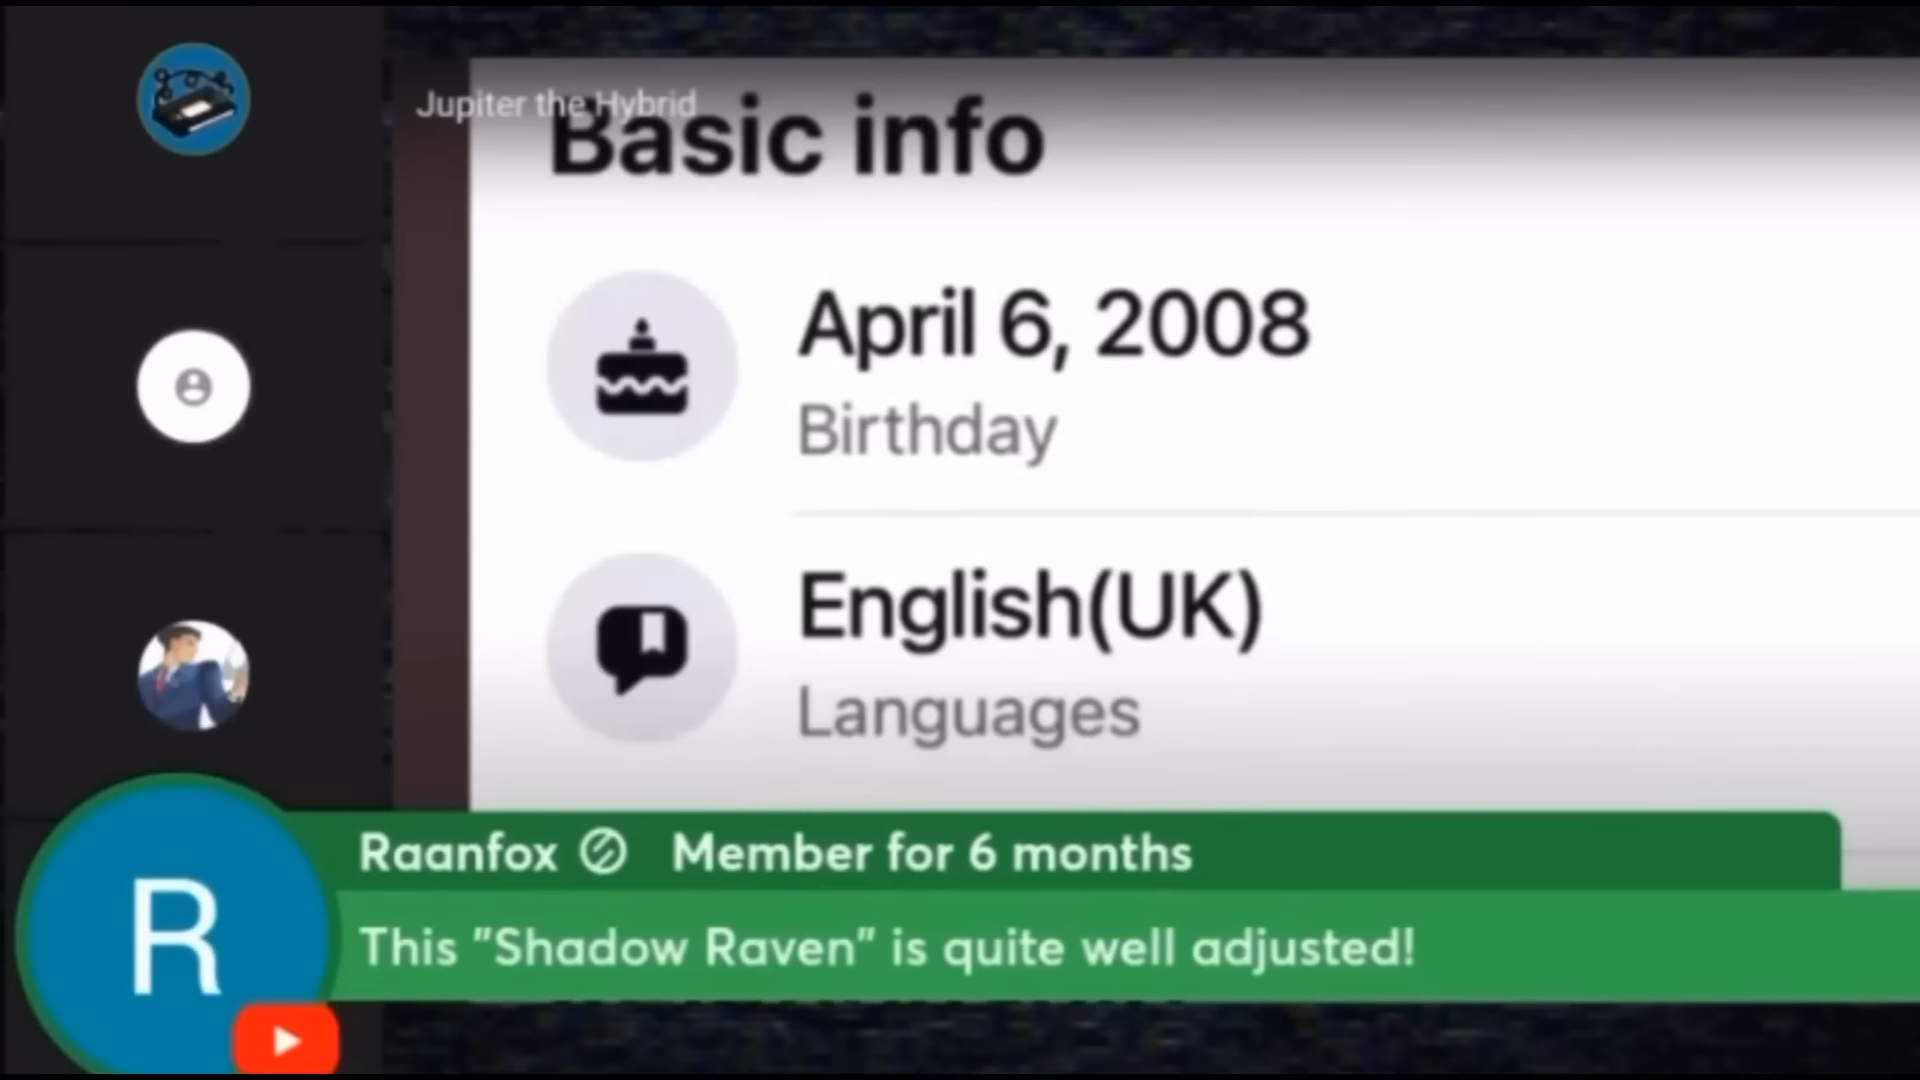 Jupiter the Hybrid
Basic info
April 6, 2008
Birthday
English(UK)
Languages
Raanfox Member for 6 months
R
This "Shadow Raven" is quite well adjusted!